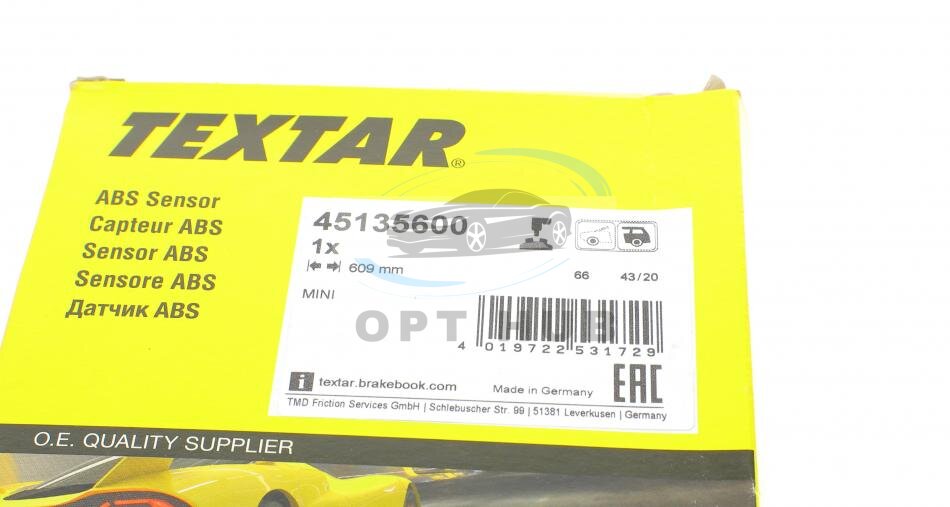 TEXTAR®
ABS Sensor
Capteur ABS
Sensor ABS
Sensore ABS
Датчик ABS
45135600
1x
609 mm
MINI
66
43/20
OPT HUB
4 019722 531729
i textar.brakebook.com
Made in Germany
EAC
TMD Friction Services GmbH | Schlebuscher Str. 99 | 51381 Leverkusen | Germany
O.E. QUALITY SUPPLIER